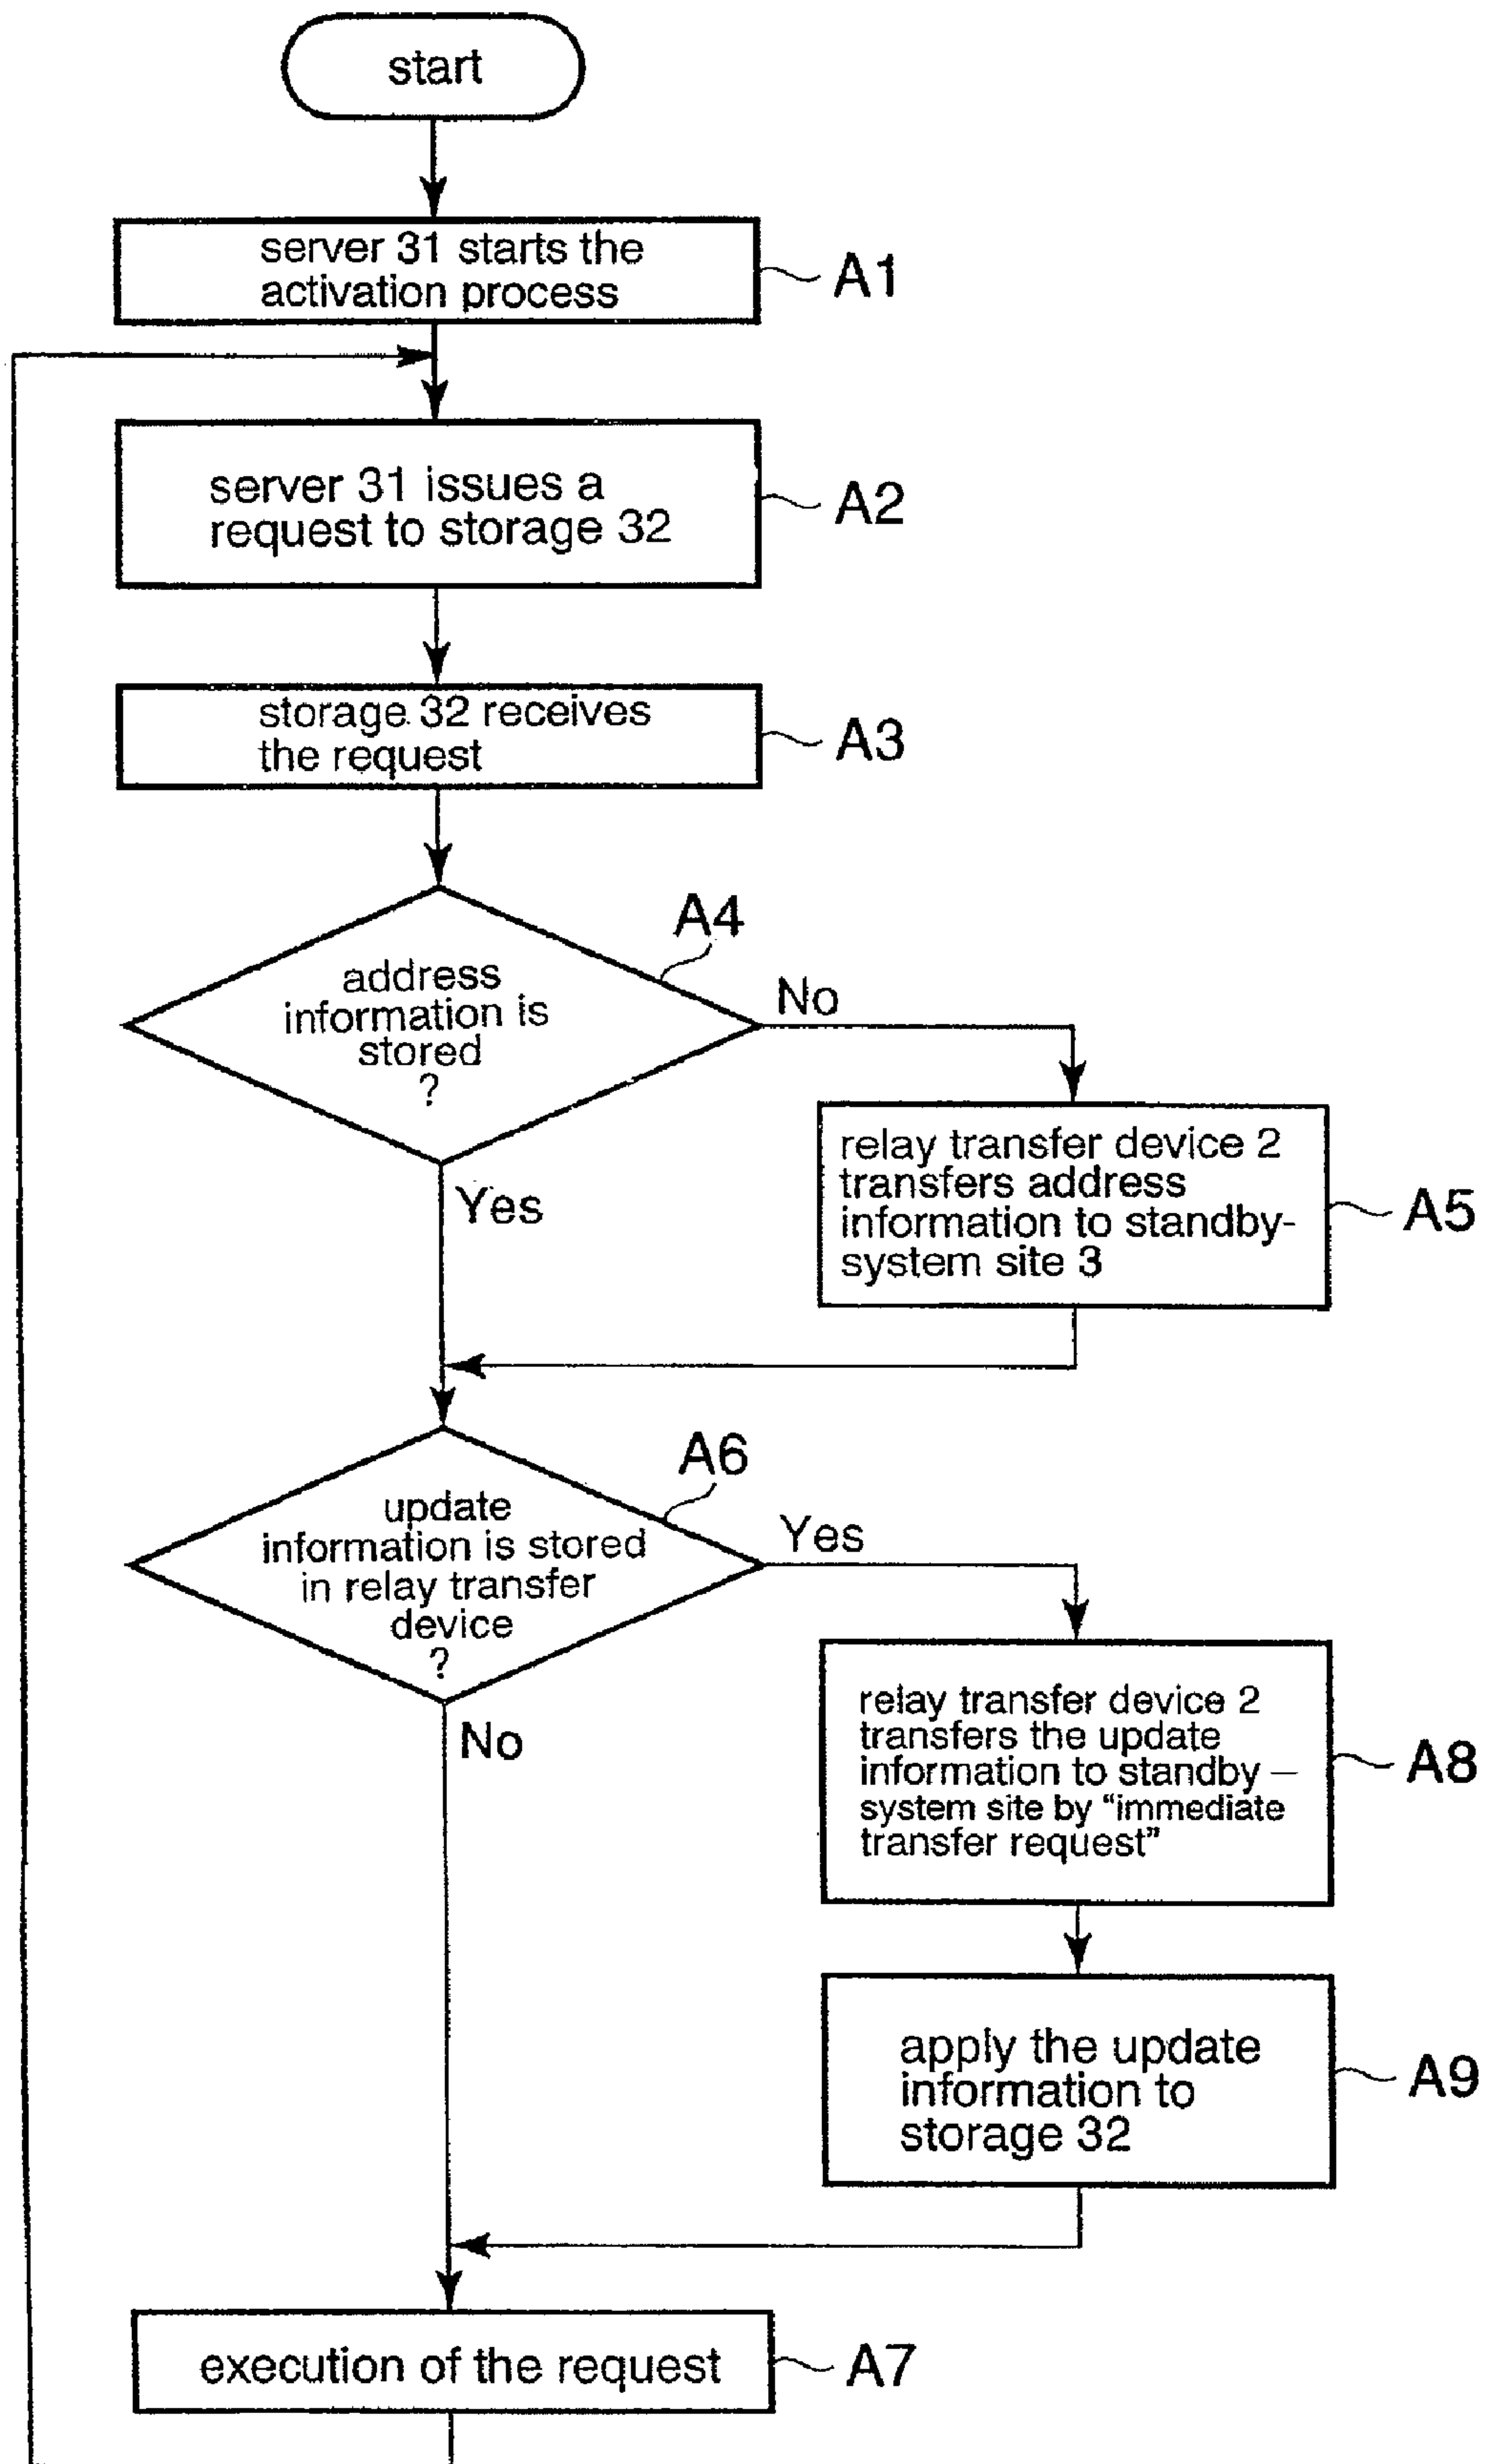 start
server 31 starts the
activation process
A1
server 31 issues a
request to storage 32
A2
storage 32 receives
the request
A3
A4
address
information is
stored
?
No
Yes
relay transfer device 2
transfers address
information to standby-
system site 3
A5
A6
update
information is stored
in relay transfer
device
?
Yes
No
relay transfer device 2
transfers the update
information to standby —
system site by “immediate
transfer request”
A8
apply the update
information to
storage 32
A9
execution of the request
A7